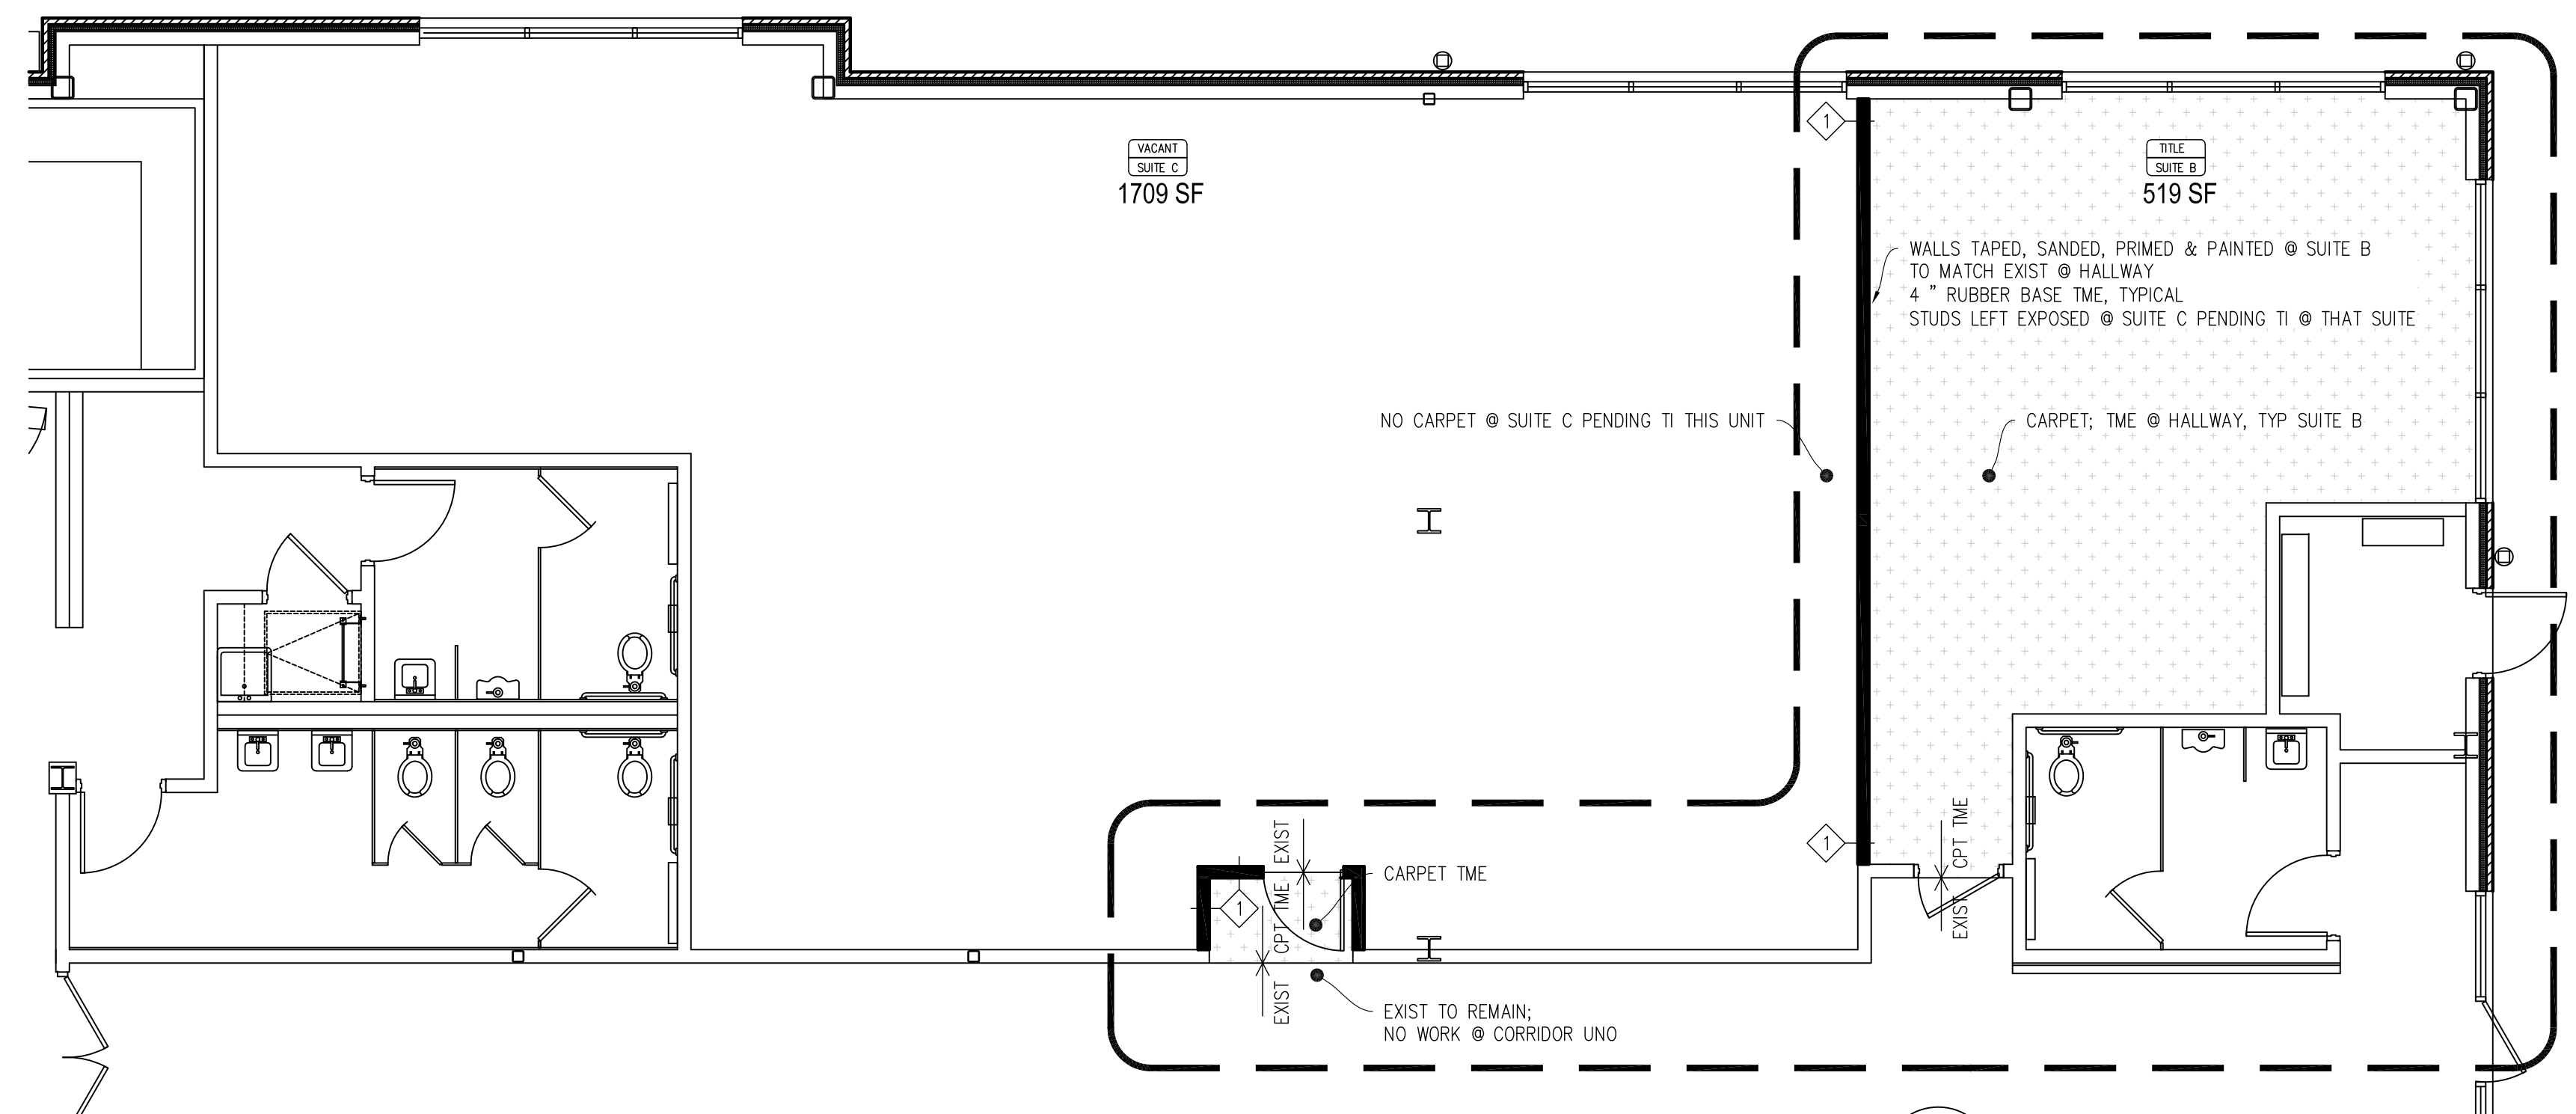 VACANT
SUITE C
1709 SF
1
TITLE
SUITE B
519 SF
WALLS TAPED, SANDED, PRIMED & PAINTED @ SUITE B
TO MATCH EXIST @ HALLWAY
4 " RUBBER BASE TME, TYPICAL
STUDS LEFT EXPOSED @ SUITE C PENDING TI @ THAT SUITE
NO CARPET @ SUITE C PENDING TI THIS UNIT
CARPET; TME @ HALLWAY, TYP SUITE B
1
EXIST
CPT TME
EXIST
1
CARPET TME
CPT TME
EXIST
EXIST TO REMAIN;
NO WORK @ CORRIDOR UNO